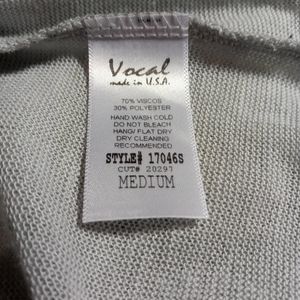 Vocal
made in U.S.A.
70% VISCOS
30% POLYESTER
HAND WASH COLD
DO NOT BLEACH
HANG/ FLAT DRY
DRY CLEANING
RECOMMENDED
STYLE# 17046S
CUT# 20297
MEDIUM